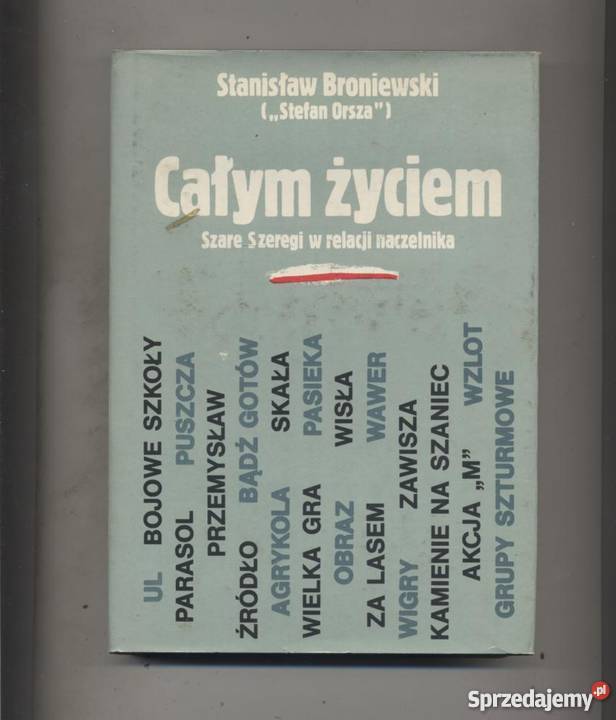 Stanisław Broniewski
(„Stefan Orsza”)
Całym życiem
Szare Szeregi w relacji naczelnika
UL BOJOWE SZKOŁY
PARASOL PUSZCZA
PRZEMYSŁAW
ŹRÓDŁO BĄDŹ GOTÓW
AGRYKOLA SKAŁA
WIELKA GRA PASIEKA
OBRAZ WISŁA
ZA LASEM WAWER
WIGRY ZAWISZA
KAMIENIE NA SZANIEC
AKCJA „M” WZLOT
GRUPY SZTURMOWE
Sprzedajemy.pl